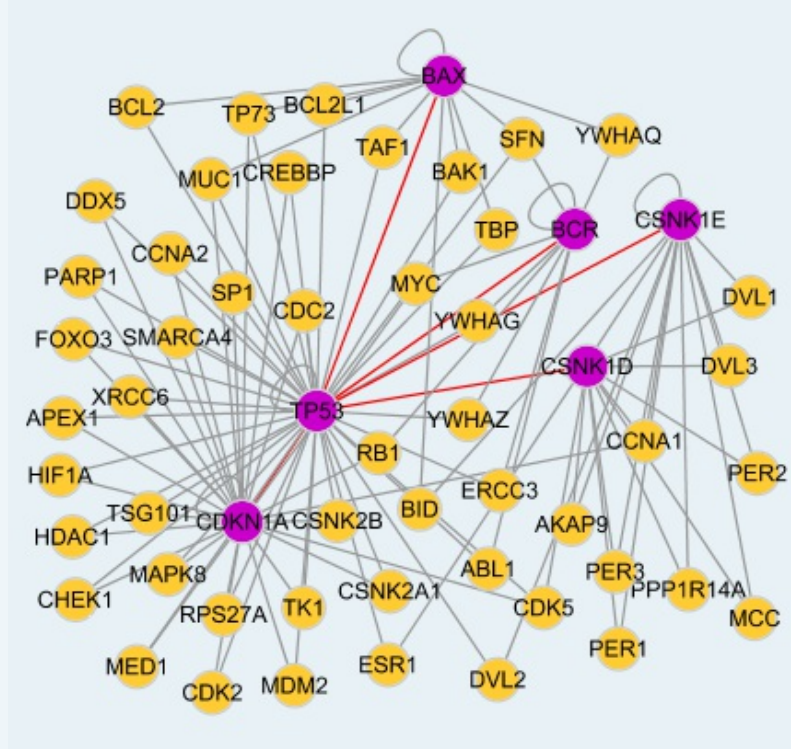 BAX
BCL2
TP73
BCL2L1
TAF1
SFN
YWHAQ
MUC1
CREBBP
BAK1
DDX5
TBP
BCR
CSNK1E
CCNA2
PARP1
SP1
CDC2
MYC
YWHAG
DVL1
FOXO3
SMARCA4
CSNK1D
DVL3
XRCC6
APEX1
TP53
YWHAZ
CCNA1
RB1
HIF1A
PER2
TSG101
CDKN1A
CSNK2B
BID
ERCC3
AKAP9
HDAC1
MAPK8
ABL1
PER3
CHEK1
RPS27A
TK1
CSNK2A1
CDK5
PPP1R14A
MCC
MED1
CDK2
MDM2
ESR1
DVL2
PER1